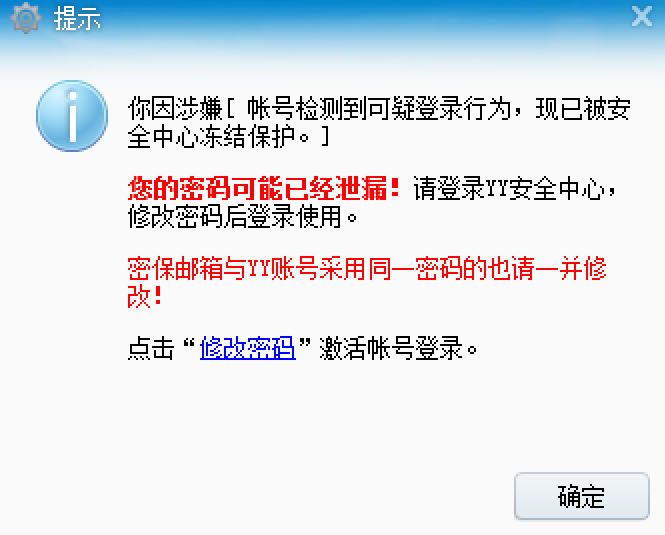 提示
你因涉嫌[ 帐号检测到可疑登录行为，现已被安
全中心冻结保护。]
您的密码可能已经泄漏！请登录YY安全中心，
修改密码后登录使用。
密保邮箱与YY账号采用同一密码的也请一并修
改！
点击“修改密码”激活帐号登录。
确定